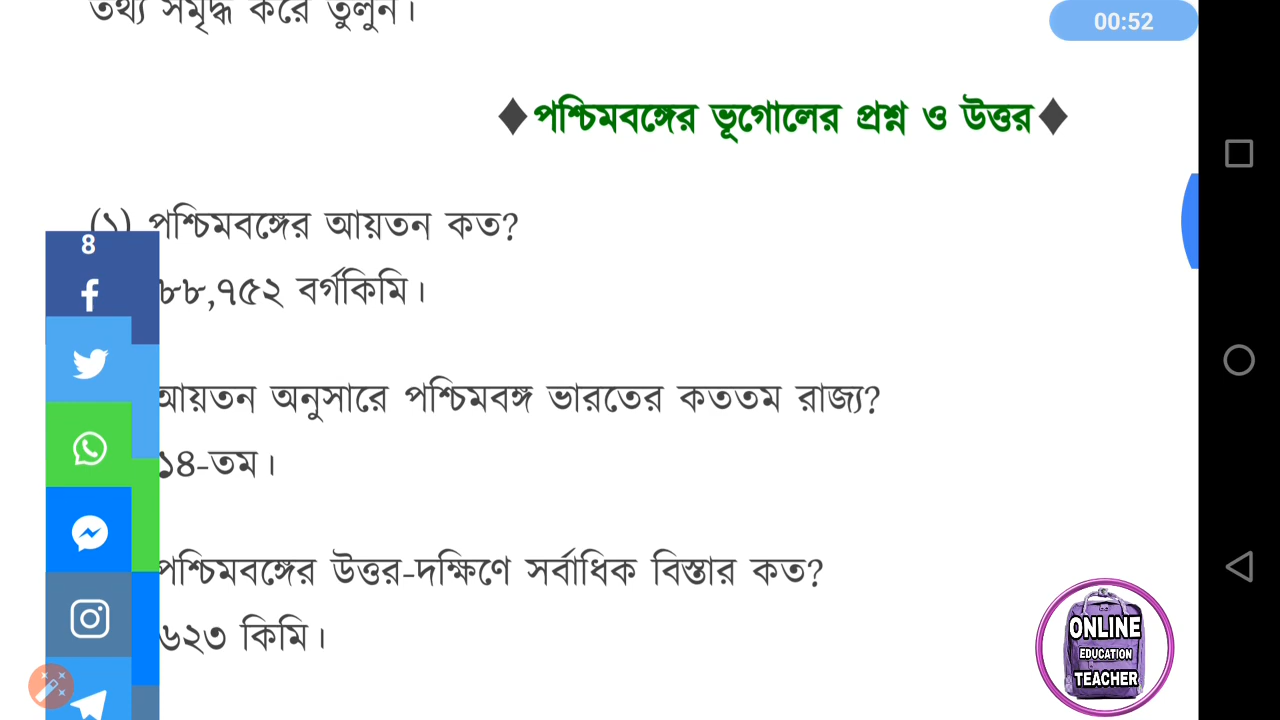 তথ্য সমৃদ্ধ করে তুলুন।
00:52
♦পশ্চিমবঙ্গের ভূগোলের প্রশ্ন ও উত্তর♦
(১) পশ্চিমবঙ্গের আয়তন কত?
৮৮,৭৫২ বর্গকিমি।
আয়তন অনুসারে পশ্চিমবঙ্গ ভারতের কততম রাজ্য?
১৪-তম।
পশ্চিমবঙ্গের উত্তর-দক্ষিণে সর্বাধিক বিস্তার কত?
৬২৩ কিমি।
8
ONLINE
EDUCATION
TEACHER